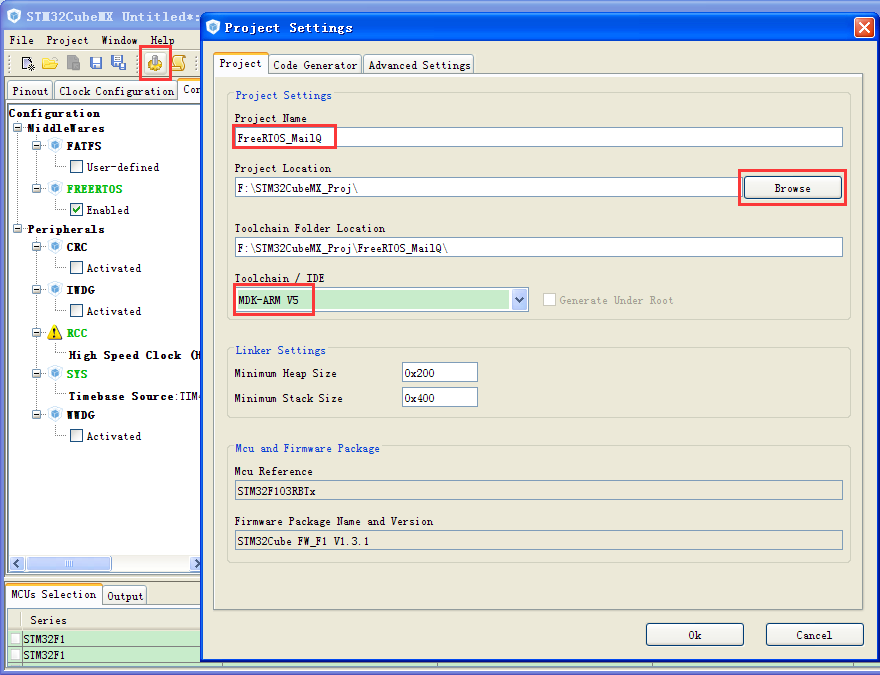 STM32CubeMX Untitled*:
File Project Window Help
Pinout Clock Configuration Con
Configuration
MiddleWares
FATFS
User-defined
FREERTOS
Enabled
Peripherals
CRC
Activated
IWDG
Activated
RCC
High Speed Clock (H
SYS
Timebase Source:TIM4
WWDG
Activated
MCUs Selection Output
Series
STM32F1
STM32F1
Project Settings
Project Code Generator Advanced Settings
Project Settings
Project Name
FreeRTOS_MailQ
Project Location
F:\STM32CubeMX_Proj\
Browse
Toolchain Folder Location
F:\STM32CubeMX_Proj\FreeRTOS_MailQ\
Toolchain / IDE
MDK-ARM V5
Generate Under Root
Linker Settings
Minimum Heap Size 0x200
Minimum Stack Size 0x400
Mcu and Firmware Package
Mcu Reference
STM32F103RBTx
Firmware Package Name and Version
STM32Cube FW_F1 V1.3.1
Ok Cancel